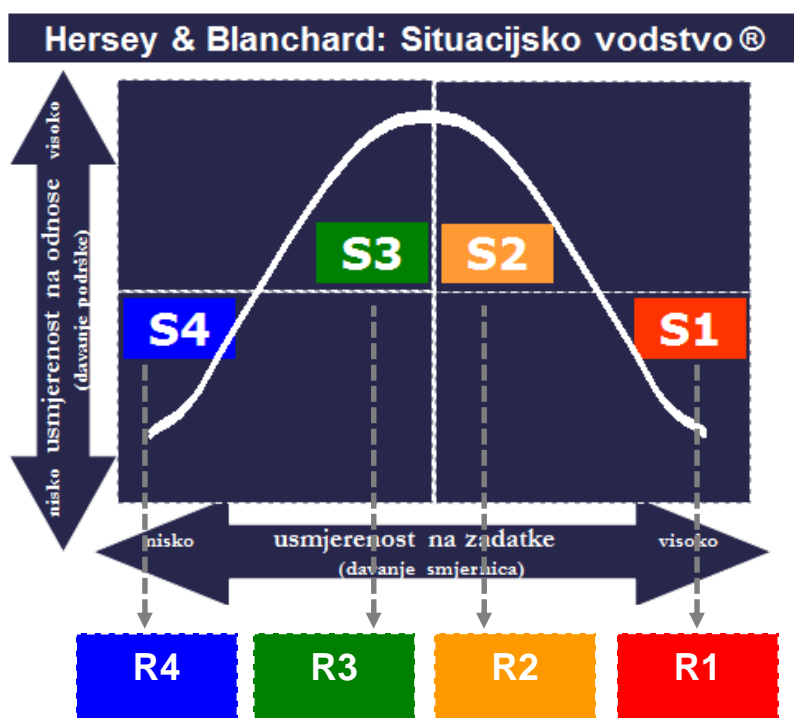 Hersey & Blanchard: Situacijsko vodstvo®
visoko
usmjerenost na odnose
(davanje podrške)
nisko
S3
S2
S4
S1
nisko
usmjerenost na zadatke
visoko
(davanje smjernica)
R4
R3
R2
R1